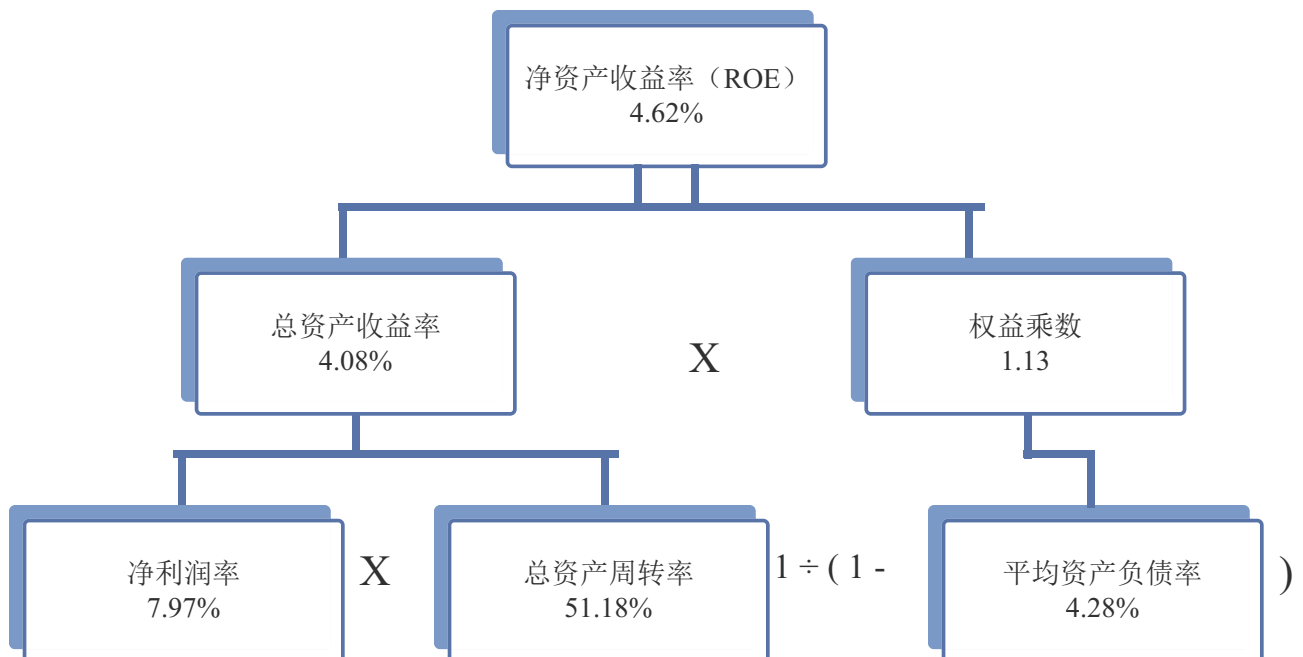 净资产收益率（ROE）
4.62%
总资产收益率
4.08%
X
权益乘数
1.13
净利润率
7.97%
X
总资产周转率
51.18%
1 ÷ ( 1 -
平均资产负债率
4.28%
)